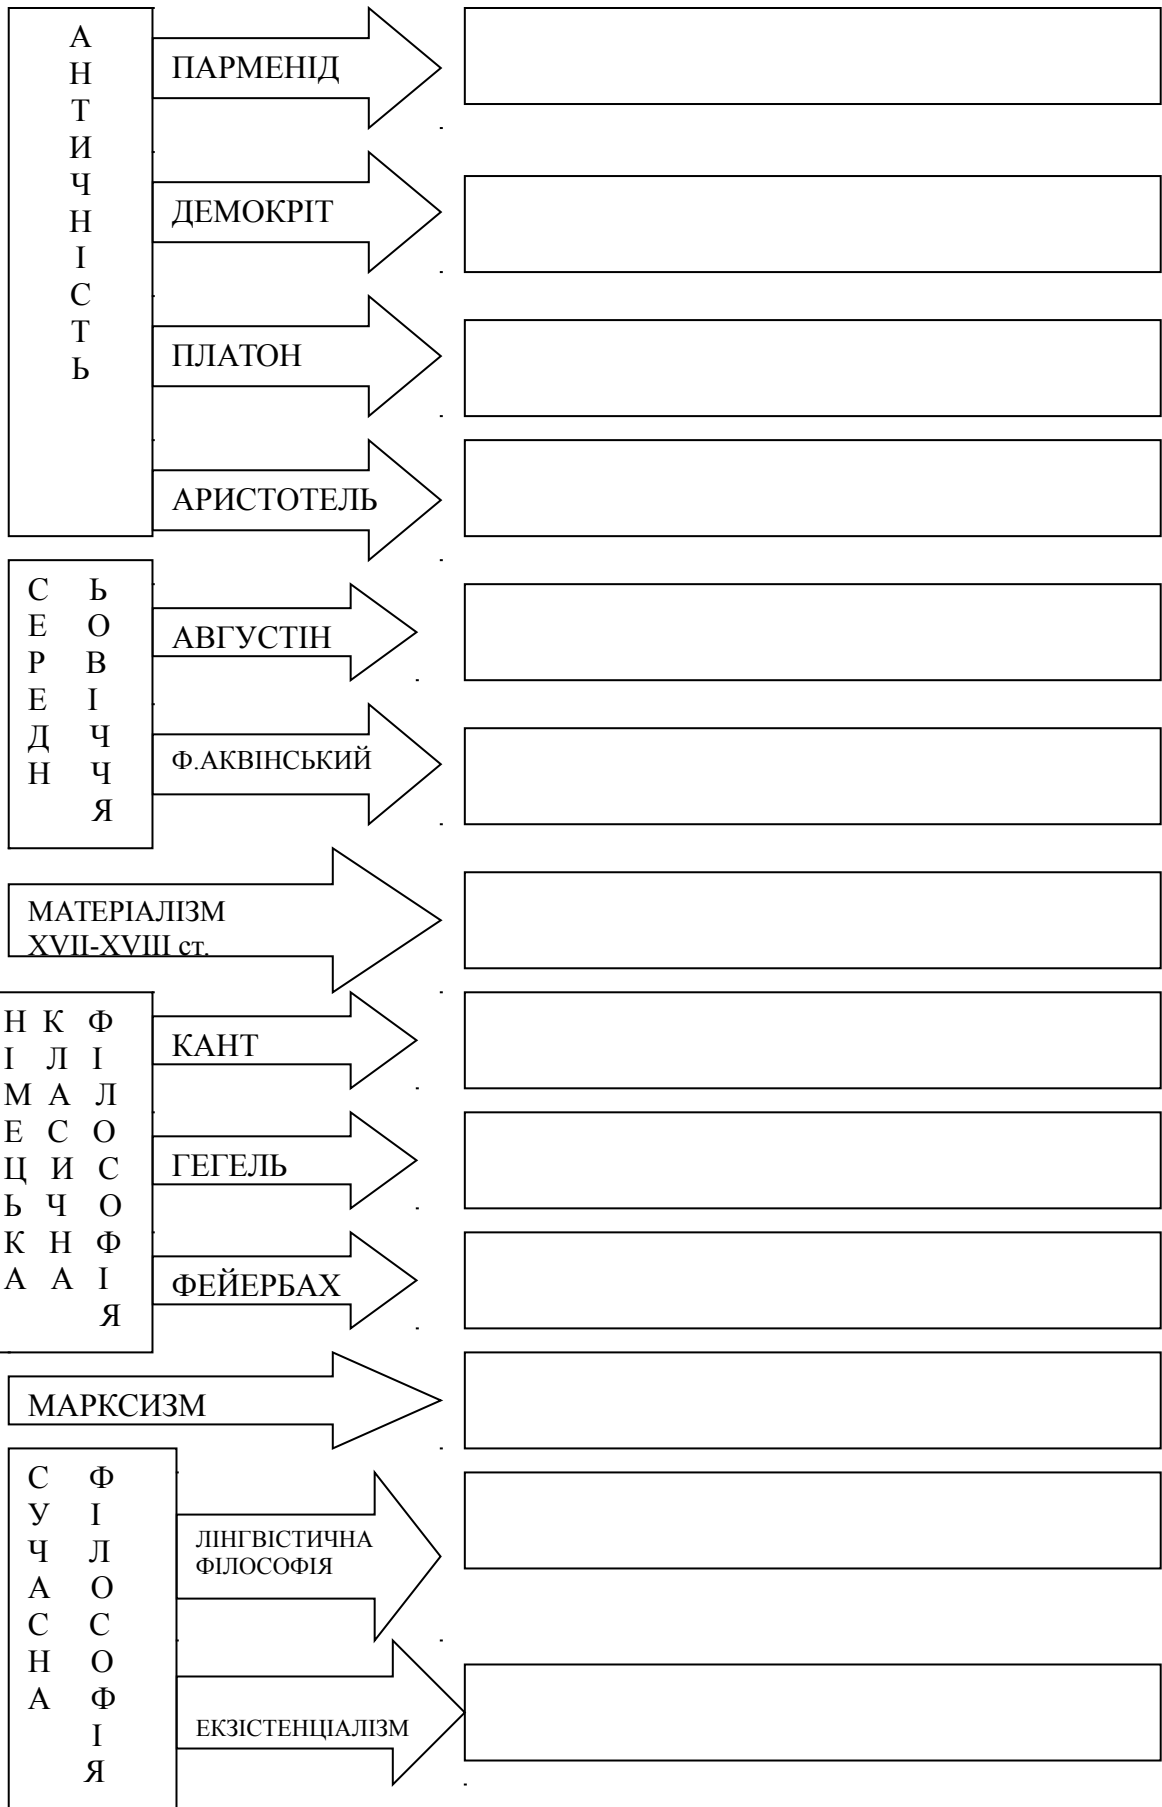 АНТИЧНІСТЬ
ПАРМЕНІД
ДЕМОКРІТ
ПЛАТОН
АРИСТОТЕЛЬ
СЕРЕДНЬОВІЧЧЯ
АВГУСТІН
Ф.АКВІНСЬКИЙ
МАТЕРІАЛІЗМ
XVII-XVIII ст.
НІМЕЦЬКА
КЛАСИЧНА
ФІЛОСОФІЯ
КАНТ
ГЕГЕЛЬ
ФЕЙЕРБАХ
МАРКСИЗМ
СУЧАСНА
ФІЛОСОФІЯ
ЛІНГВІСТИЧНА
ФІЛОСОФІЯ
ЕКЗІСТЕНЦІАЛІЗМ